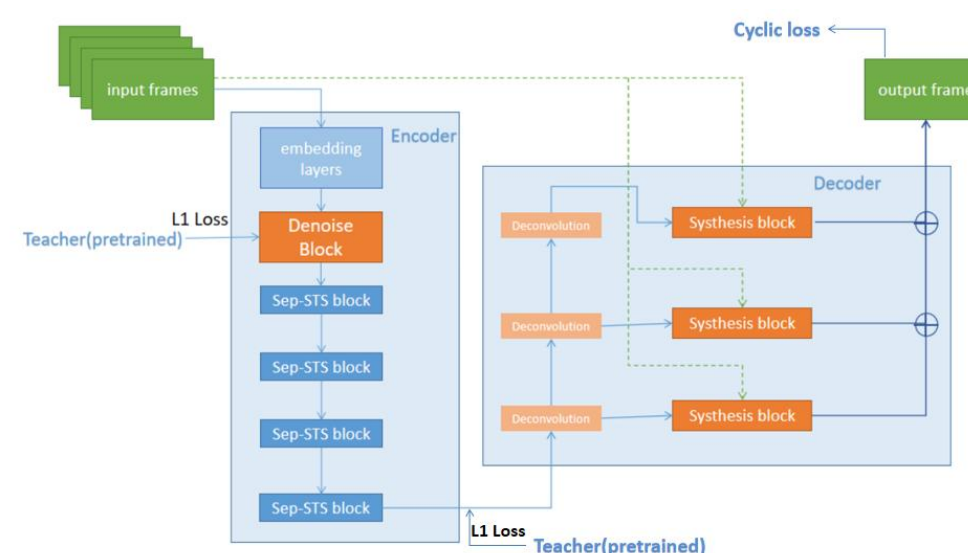 Cyclic loss
input frames
output frame
Encoder
embedding
layers
Decoder
L1 Loss
Teacher(pretrained)
Denoise
Block
Deconvolution
Systhesis block
Sep-STS block
Deconvolution
Systhesis block
Sep-STS block
Deconvolution
Systhesis block
Sep-STS block
Sep-STS block
L1 Loss
Teacher(pretrained)